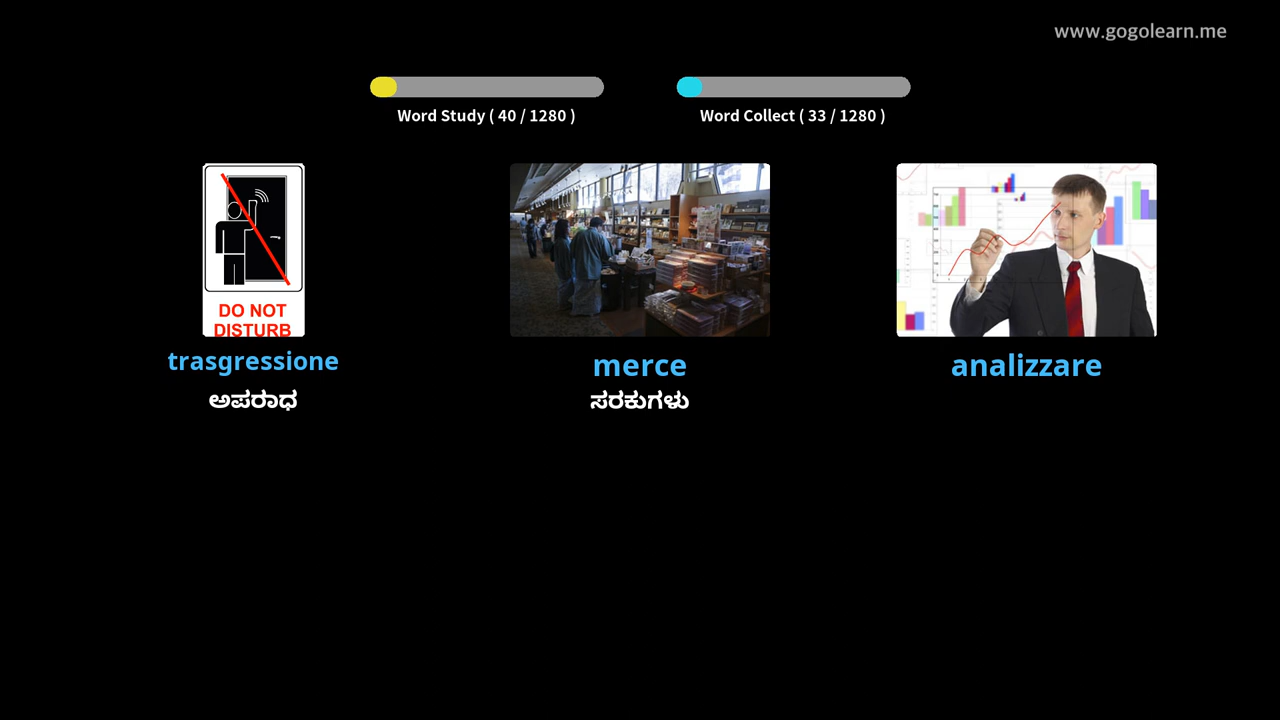 www.gogolearn.me
Word Study ( 40 / 1280 )
Word Collect ( 33 / 1280 )
DO NOT
DISTURB
trasgressione
merce
analizzare
ಅಪರಾಧ
ಸರಕುಗಳು